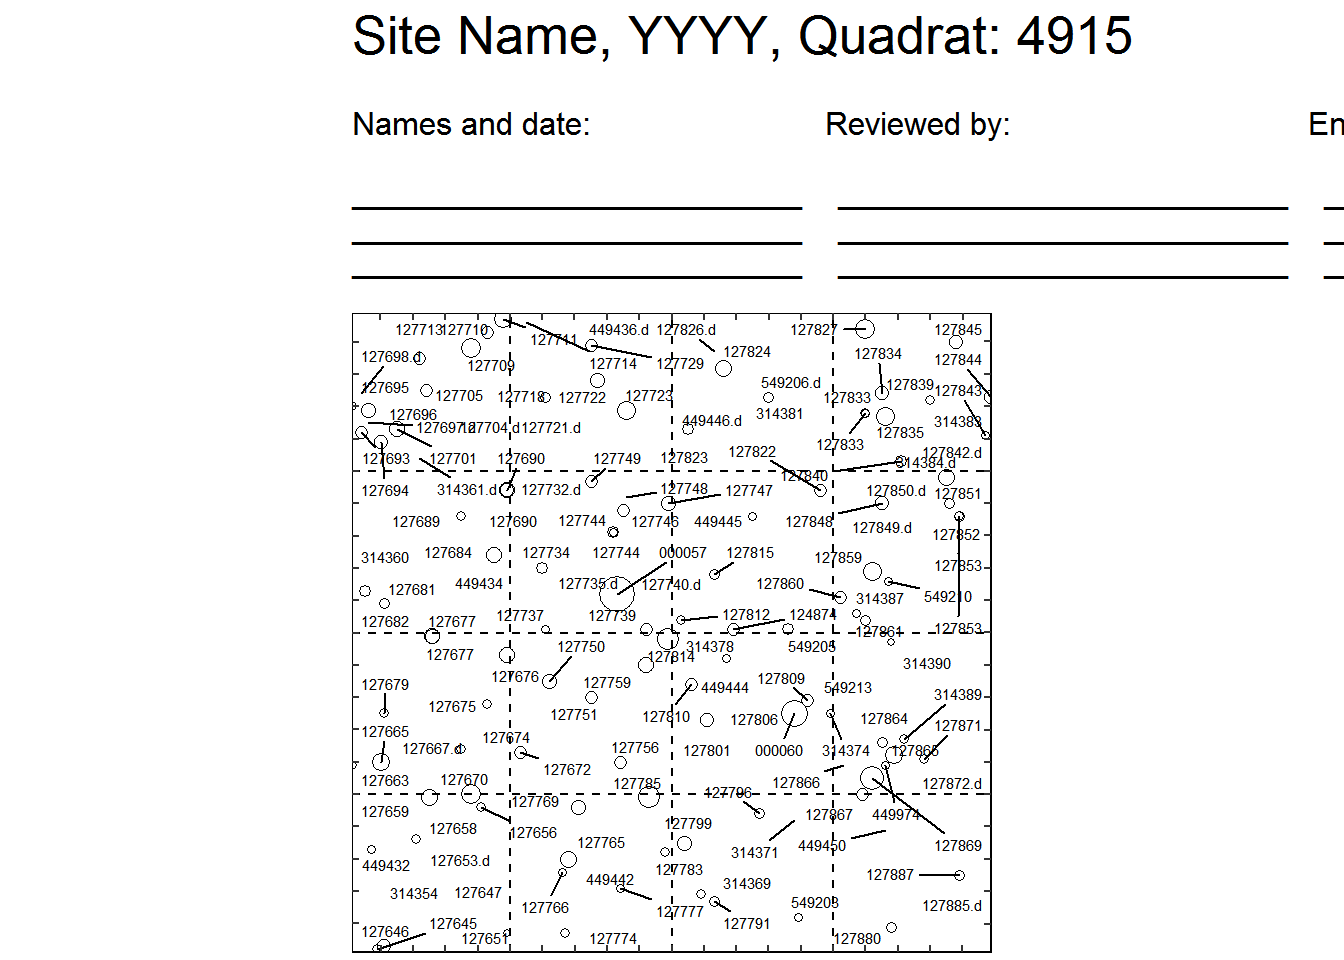 Site Name, YYYY, Quadrat: 4915
Names and date: Reviewed by: En
127713 127710 127711 449436.d 127826.d 127827 127845
127698.d 127709 127714 127729 127824 127834 127844
127695 127705 127718 127722 127723 549206.d 127833 127839 127843
127696 127697.d 127704.d 127721.d 449446.d 314381 127833 127835 314383
127693 127701 127690 127749 127823 127822 127840 314384.d 127842.d
127694 314361.d 127732.d 127748 127747 127850.d 127851
127689 127690 127744 127746 449445 127848 127849.d 127852
314360 127684 127734 127744 000057 127815 127859 127853
127681 449434 127735.d 127740.d 127860 314387 549210
127682 127677 127737 127739 127812 124874 127861 127853
127677 127676 127750 127814 314378 549205 314390
127679 127675 127759 449444 127809 549213 314389
127665 127674 127751 127810 127806 127864 127871
127667.d 127672 127756 127801 000060 314374 127865
127663 127670 127785 127796 127866 127872.d
127659 127658 127769 127656 127799 127867 449974
449432 127653.d 127765 127783 314371 449450 127869
314354 127647 449442 314369 127887
127766 127777 127791 549203 127885.d
127646 127645 127651 127774 127880